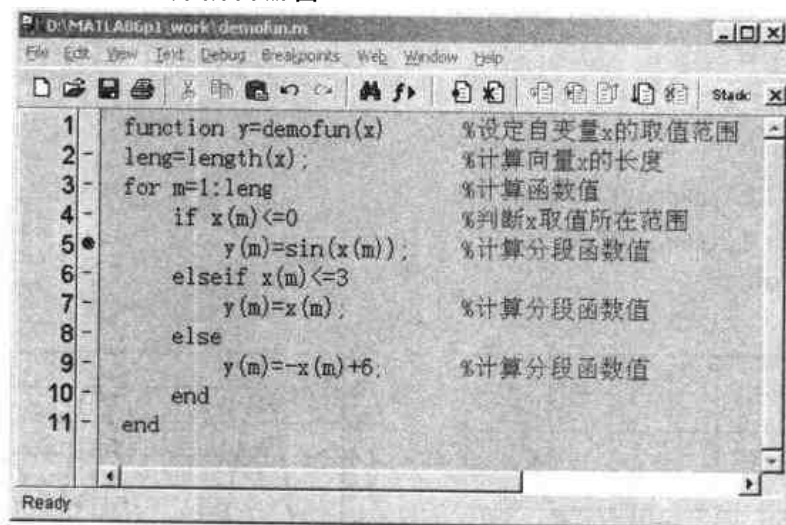 D:\MATLAB6p1\work\demofun.m
File Edit View Text Debug Breakpoints Web Window Help
Stack:
1 function y=demofun(x) %设定自变量x的取值范围
2 leng=length(x); %计算向量x的长度
3 for m=1:leng %计算函数值
4 if x(m)<=0 %判断x取值所在范围
5 y(m)=sin(x(m)); %计算分段函数值
6 elseif x(m)<=3
7 y(m)=x(m); %计算分段函数值
8 else
9 y(m)=-x(m)+6; %计算分段函数值
10 end
11 end
Ready